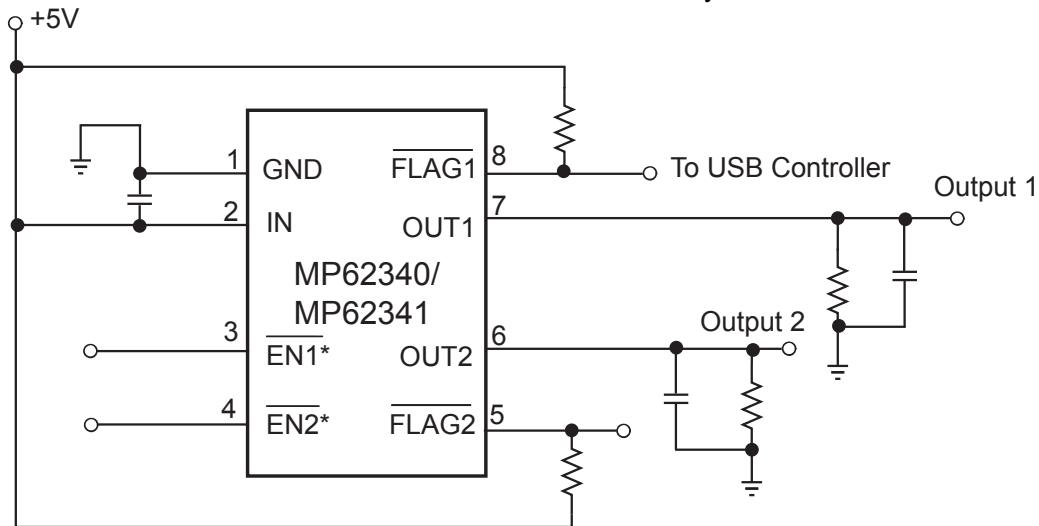 +5V
1 GND
FLAG1 8
To USB Controller
2 IN
OUT1 7
Output 1
MP62340/
MP62341
3 EN1*
OUT2 6
Output 2
4 EN2*
FLAG2 5